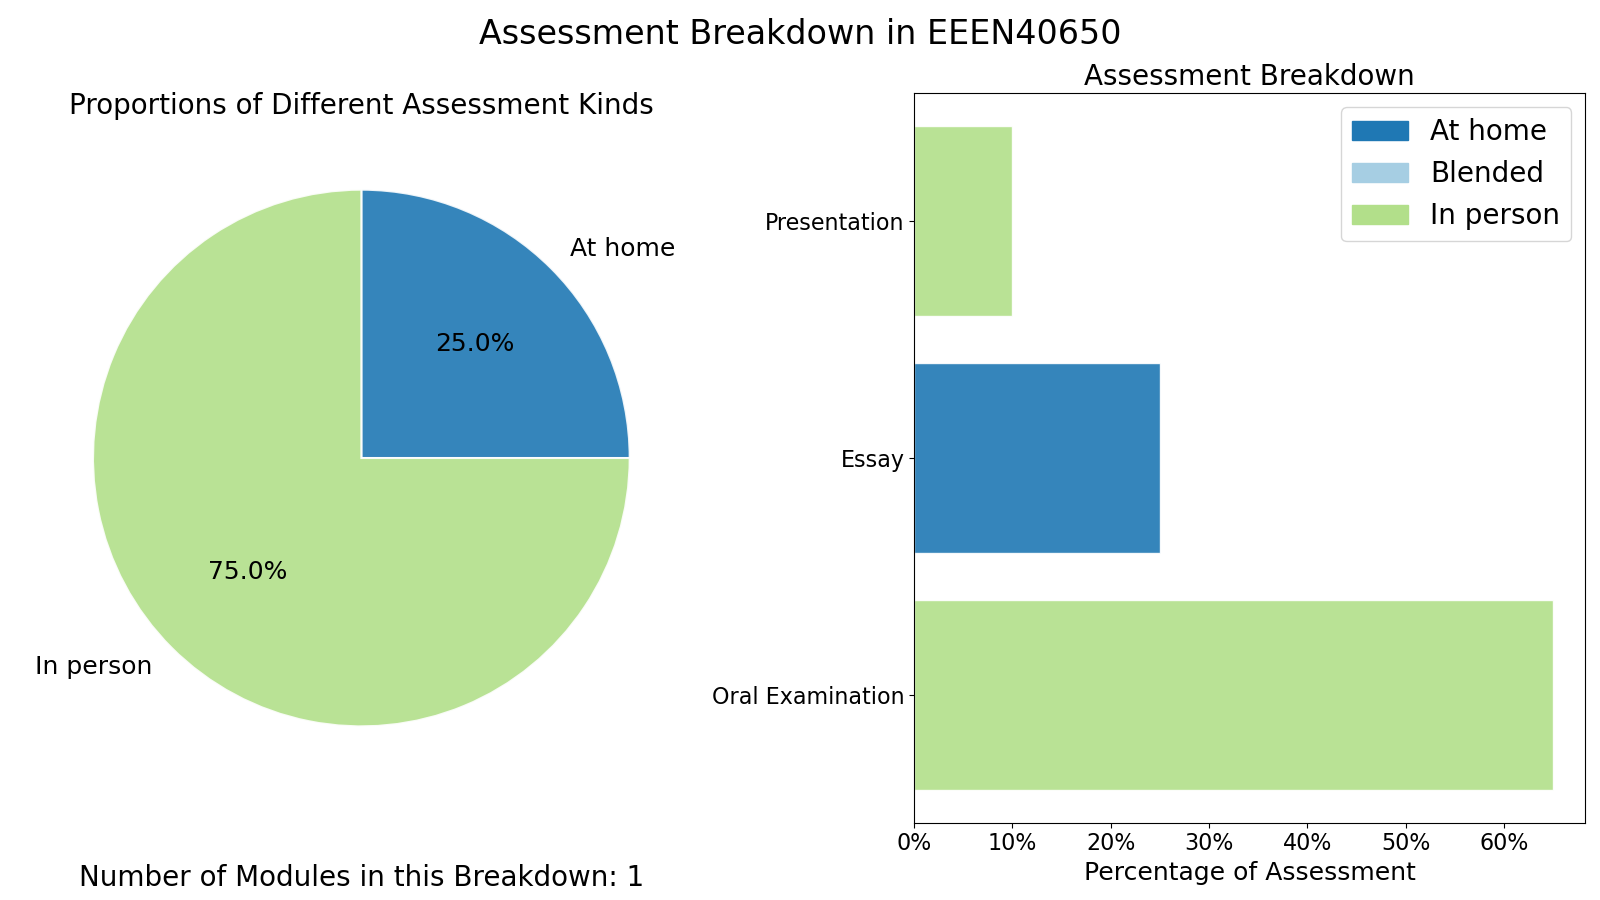 Assessment Breakdown in EEEN40650
Proportions of Different Assessment Kinds
At home
25.0%
75.0%
In person
Number of Modules in this Breakdown: 1
Assessment Breakdown
At home
Blended
In person
Presentation
Essay
Oral Examination
0% 10% 20% 30% 40% 50% 60%
Percentage of Assessment